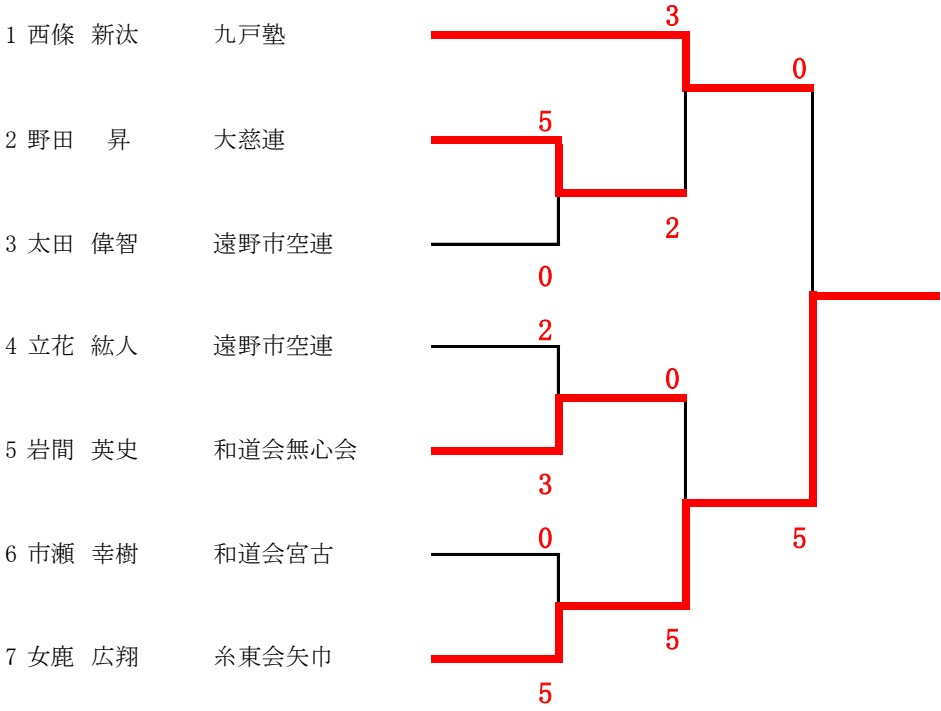 3
1 西條 新汰 九戸塾
0
5
2 野田 昇 大慈連
2
3 太田 偉智 遠野市空連
0
2
4 立花 紘人 遠野市空連
0
5 岩間 英史 和道会無心会
3
0
5
6 市瀬 幸樹 和道会宮古
5
7 女鹿 広翔 糸東会矢巾
5